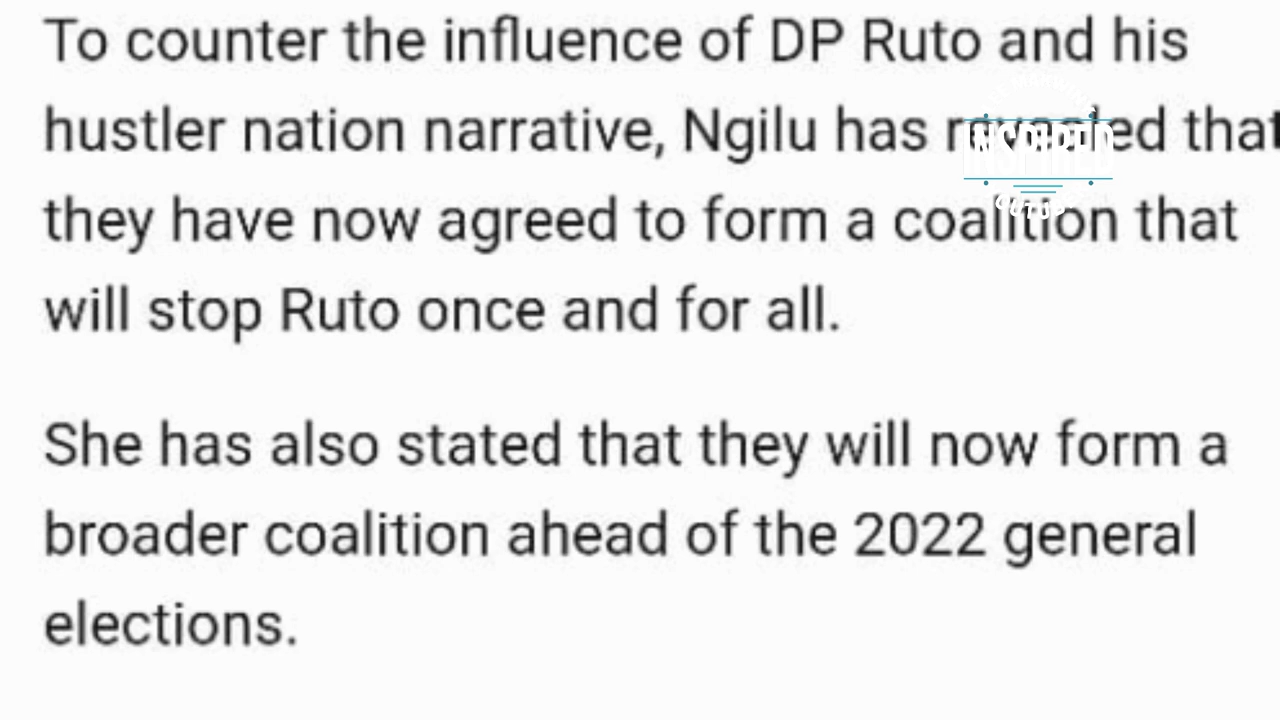 To counter the influence of DP Ruto and his
hustler nation narrative, Ngilu has that
they have now agreed to form a coalition that
will stop Ruto once and for all.
She has also stated that they will now form a
broader coalition ahead of the 2022 general
elections.
INSPIRED